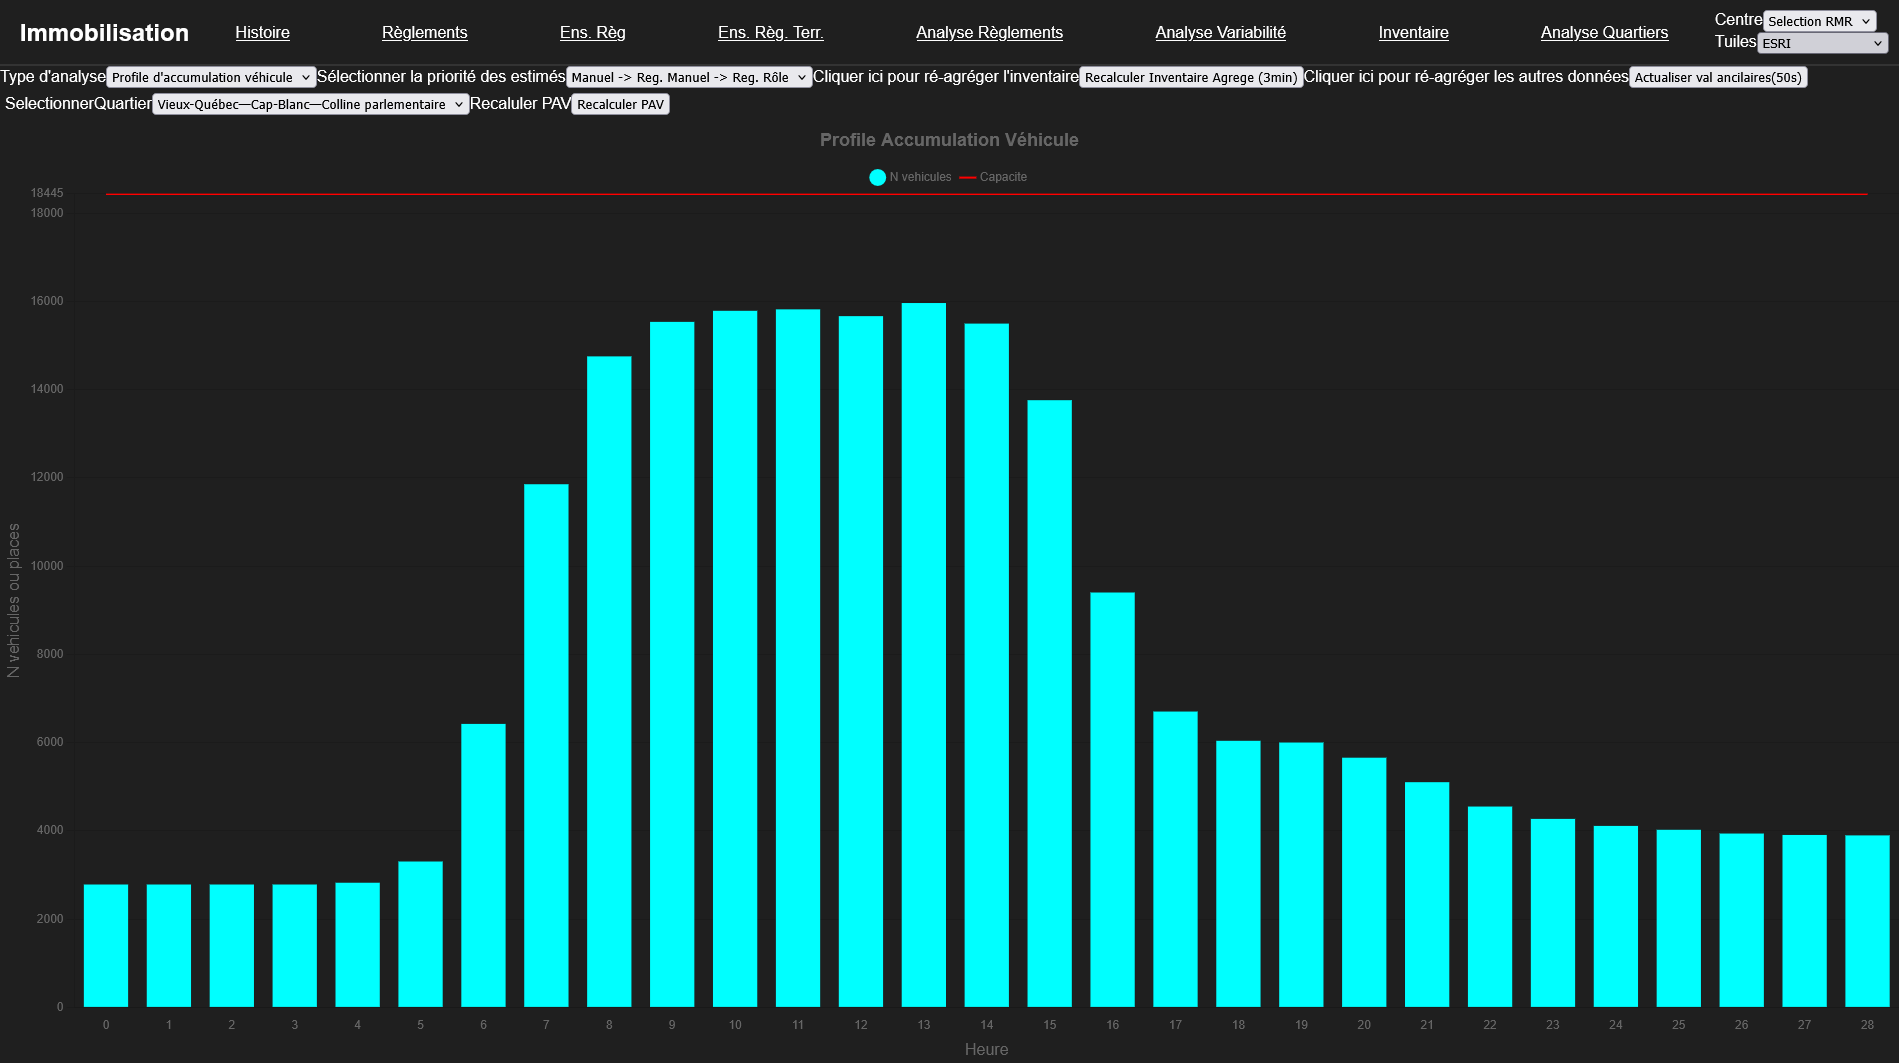 Immobilisation Histoire Règlements Ens. Règ Ens. Règ. Terr. Analyse Règlements Analyse Variabilité Inventaire Analyse Quartiers
Centre Selection RMR
Tuiles ESRI
Type d'analyse Profile d'accumulation véhicule Sélectionner la priorité des estimés Manuel -> Reg. Manuel -> Reg. Rôle Cliquer ici pour ré-agréger l'inventaire Recalculer Inventaire Agrege (3min) Cliquer ici pour ré-agréger les autres données Actualiser val ancilaires(50s)
SelectionnerQuartier Vieux-Québec—Cap-Blanc—Colline parlementaire Recaluler PAV Recalculer PAV
Profile Accumulation Véhicule
N vehicules Capacite
18445
18000
16000
14000
12000
10000
8000
6000
4000
2000
0
N vehicules ou places
0 1 2 3 4 5 6 7 8 9 10 11 12 13 14 15 16 17 18 19 20 21 22 23 24 25 26 27 28
Heure